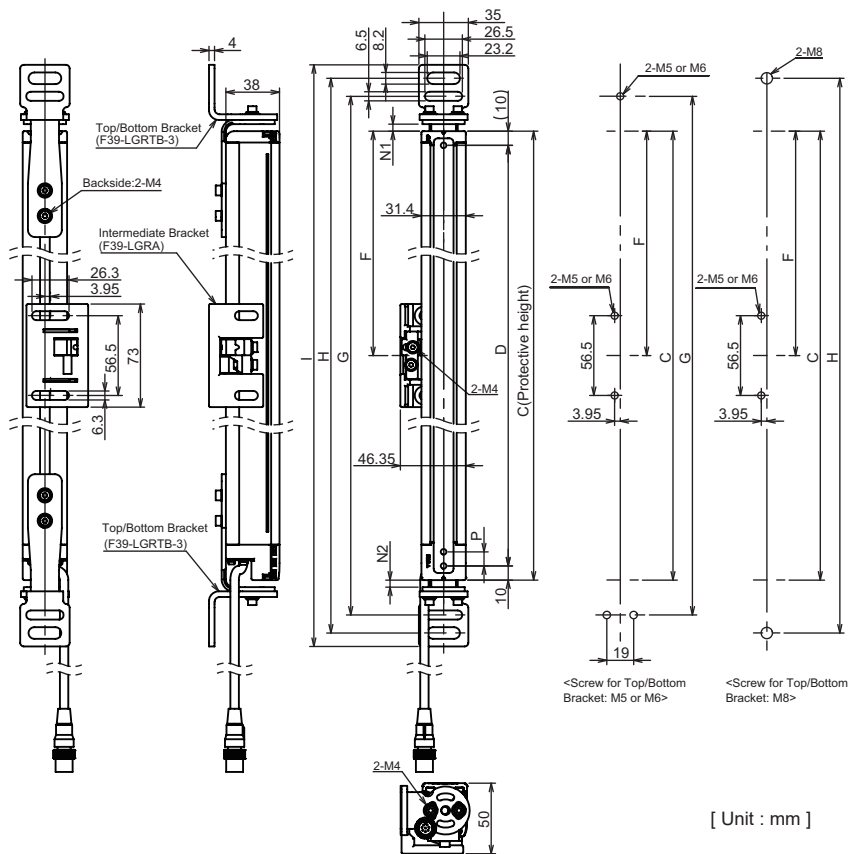 35
26.5
23.2
6.5
8.2
4
38
(10)
2-M8
2-M5 or M6
Top/Bottom Bracket
(F39-LGRTB-3)
N1
Backside:2-M4
31.4
Intermediate Bracket
(F39-LGRA)
F
F
F
26.3
3.95
2-M5 or M6
2-M5 or M6
56.5
73
I
H
G
D
C(Protective height)
56.5
C
G
56.5
C
H
2-M4
3.95
3.95
6.3
46.35
Top/Bottom Bracket
(F39-LGRTB-3)
N2
P
10
19
<Screw for Top/Bottom
Bracket: M5 or M6>
<Screw for Top/Bottom
Bracket: M8>
2-M4
50
[ Unit : mm ]